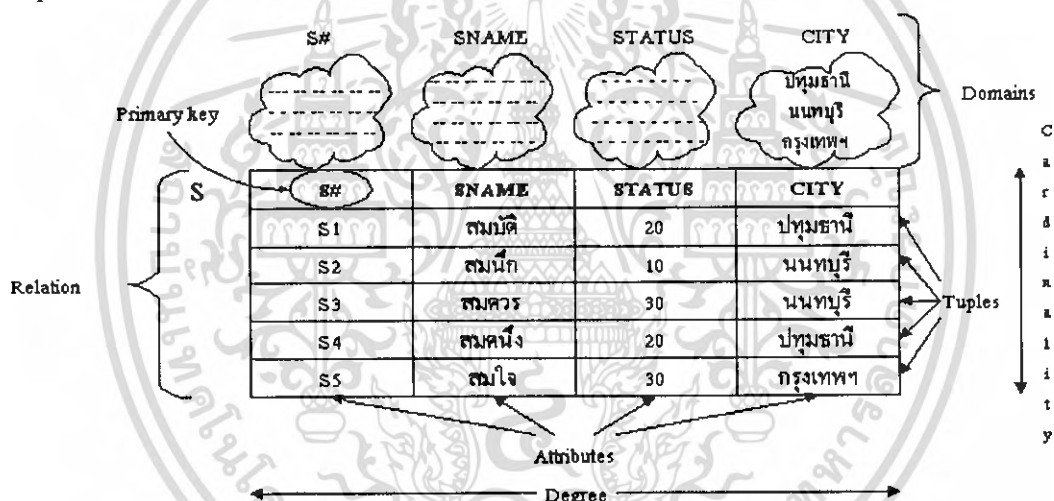 S# SNAME STATUS CITY
ปทุมธานี
นนทบุรี
กรุงเทพฯ
Domains
Primary key
Cardinality
S
S# SNAME STATUS CITY
S1 สมบัติ 20 ปทุมธานี
S2 สมนึก 10 นนทบุรี
S3 สมควร 30 นนทบุรี
S4 สมคนึ่ง 20 ปทุมธานี
S5 สมใจ 30 กรุงเทพฯ
Relation
Tuples
Attributes
Degree